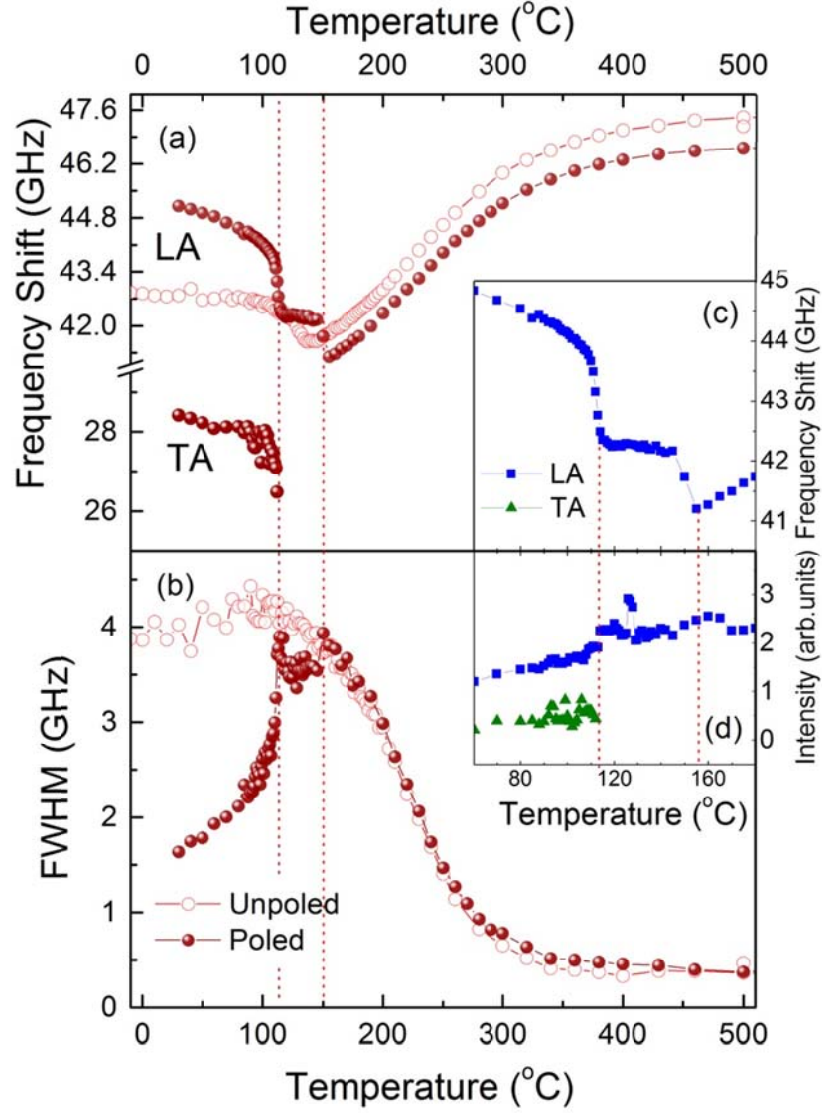 Temperature (°C)
0 100 200 300 400 500
47.6
(a)
46.2
44.8
LA
43.4
42.0
Frequency Shift (GHz)
28
TA
26
45
(c)
44
43
42
41
Frequency Shift (GHz)
LA
TA
(b)
4
3
2
1
0
FWHM (GHz)
Unpoled
Poled
3
2
1
0
Intensity (arb.units)
(d)
80 120 160
Temperature (°C)
0 100 200 300 400 500
Temperature (°C)